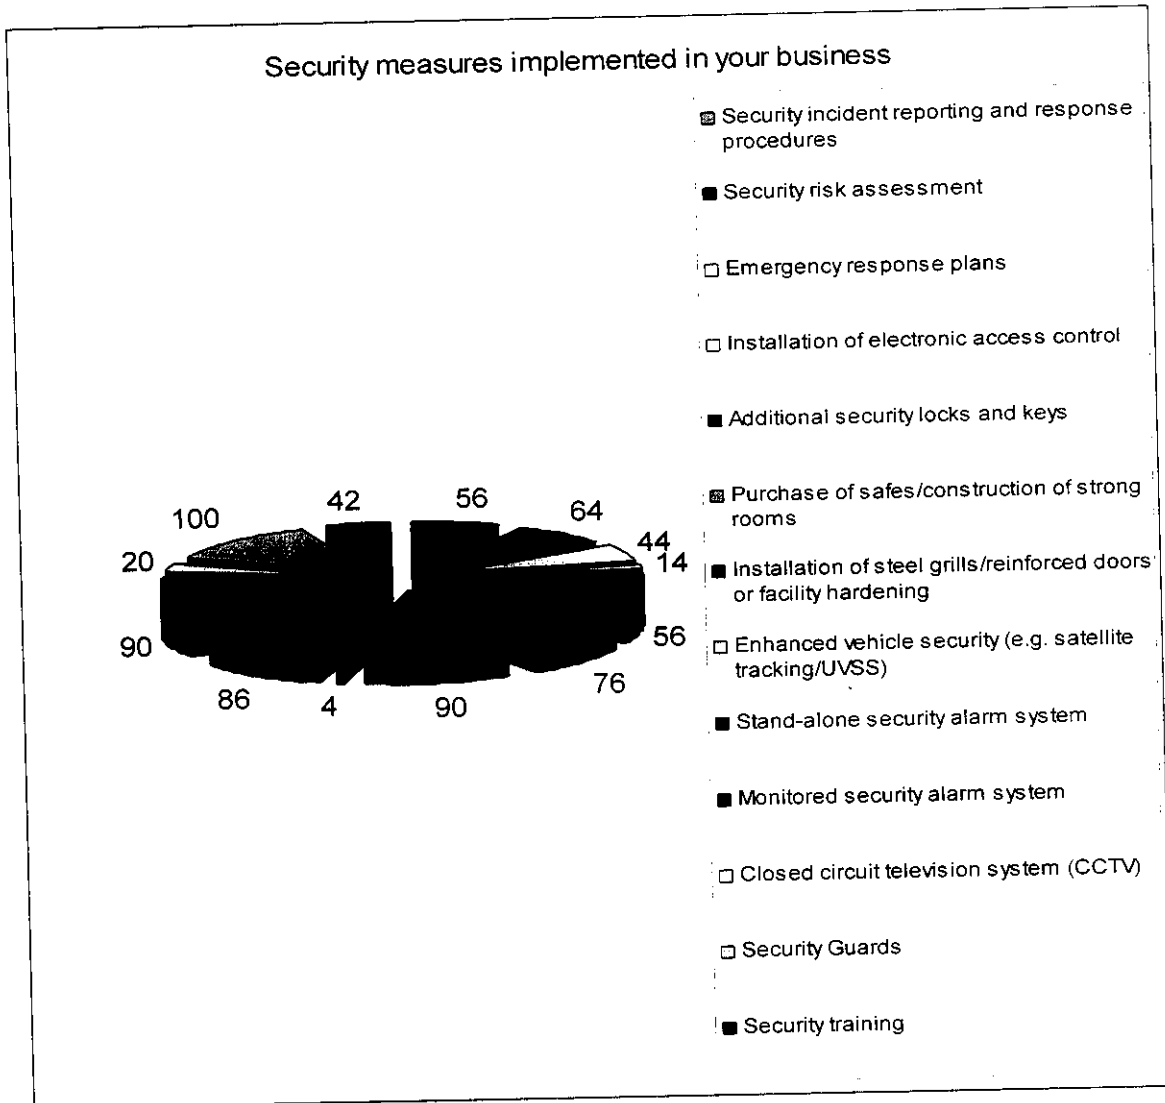 Security measures implemented in your business
Security incident reporting and response
procedures
Security risk assessment
Emergency response plans
Installation of electronic access control
Additional security locks and keys
Purchase of safes/construction of strong
rooms
Installation of steel grills/reinforced doors
or facility hardening
Enhanced vehicle security (e.g. satellite
tracking/UVSS)
Stand-alone security alarm system
Monitored security alarm system
Closed circuit television system (CCTV)
Security Guards
Security training
42
56
100
64
44
20
14
90
56
86
4
90
76